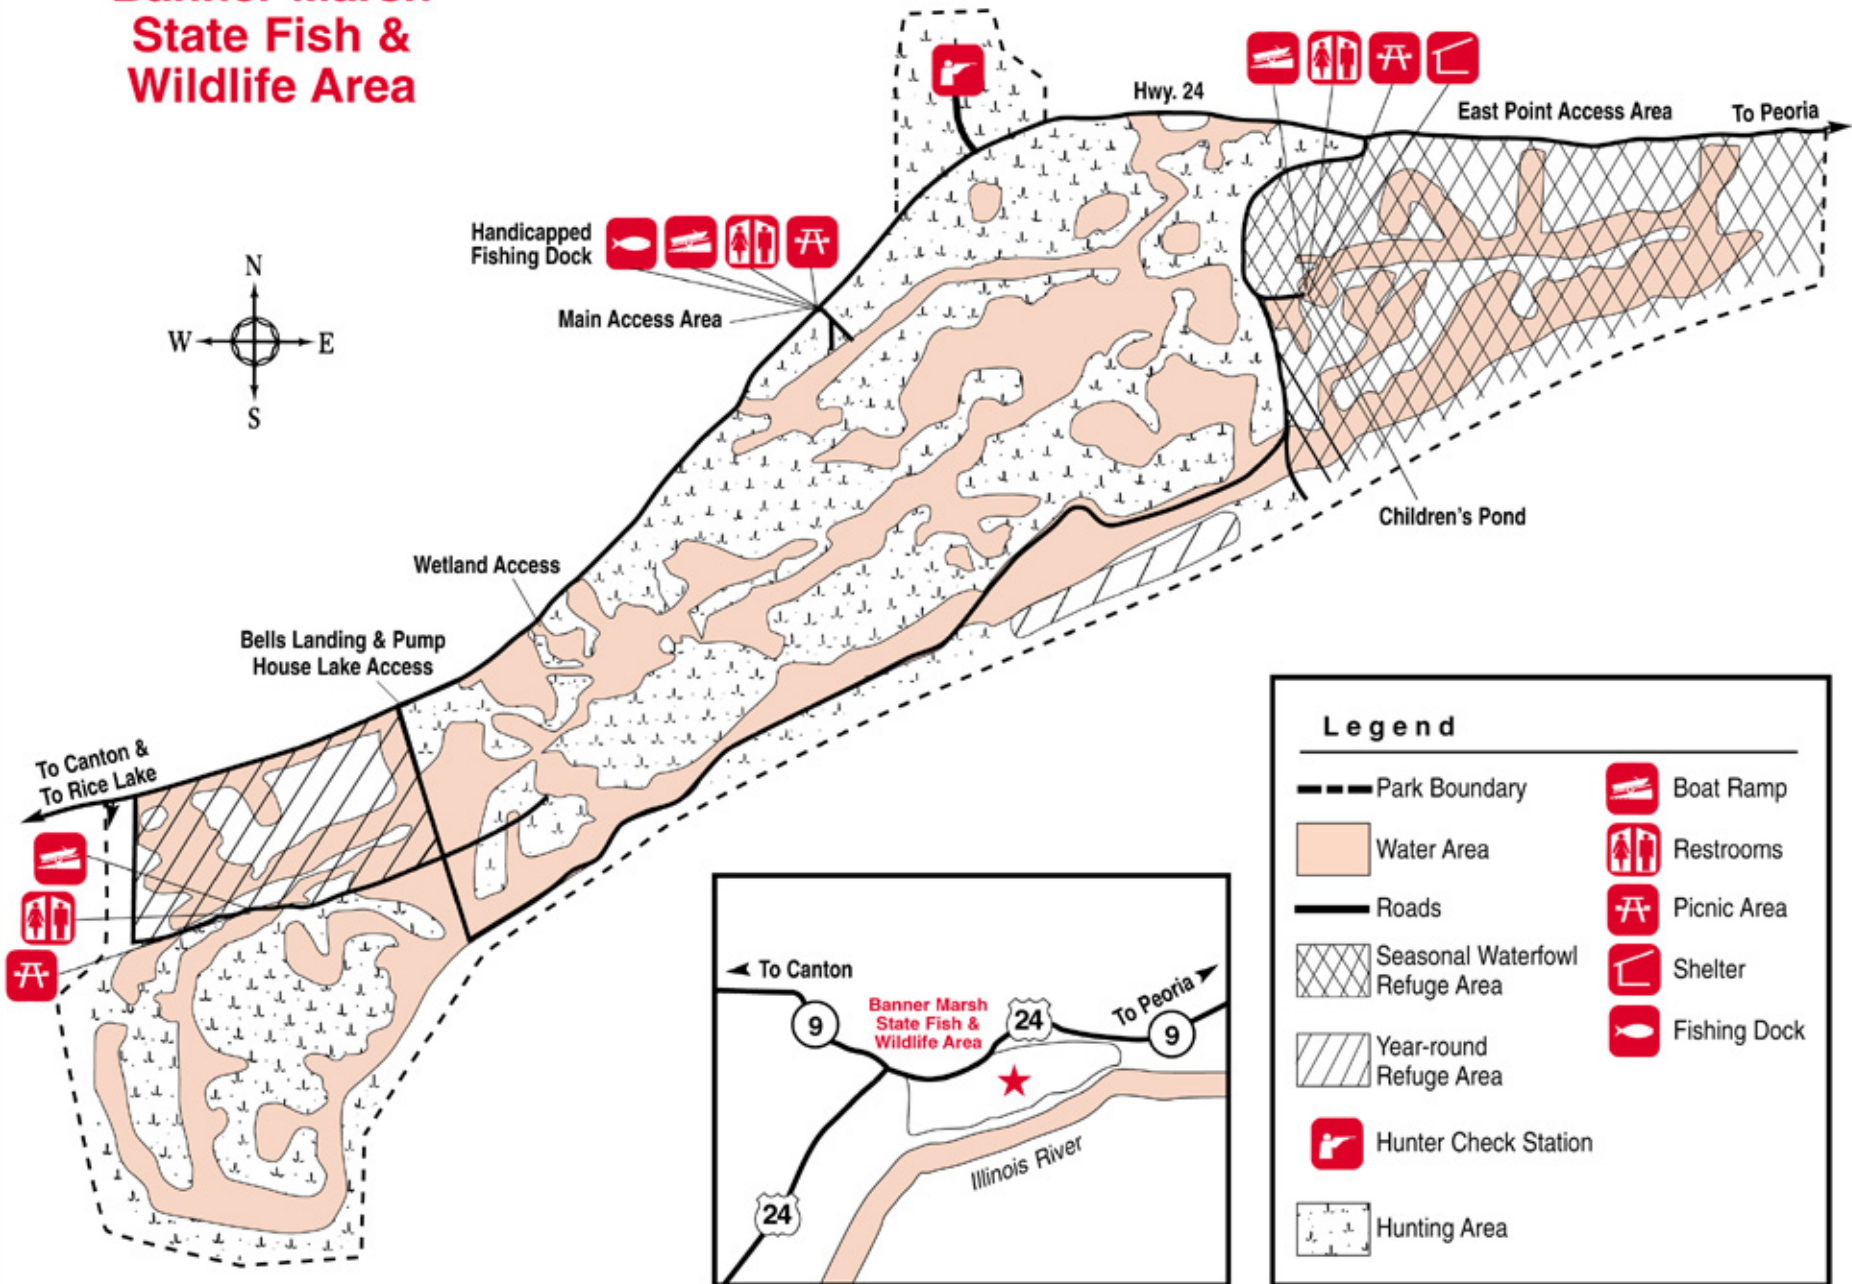 Banner Marsh
State Fish &
Wildlife Area
Hwy. 24
East Point Access Area
To Peoria
Handicapped
Fishing Dock
Main Access Area
N
W
E
S
Children's Pond
Wetland Access
Bells Landing & Pump
House Lake Access
To Canton &
To Rice Lake
Legend
Park Boundary
Water Area
Roads
Seasonal Waterfowl
Refuge Area
Year-round
Refuge Area
Hunter Check Station
Hunting Area
Boat Ramp
Restrooms
Picnic Area
Shelter
Fishing Dock
To Canton
To Peoria
9
Banner Marsh
State Fish &
Wildlife Area
24
9
Illinois River
24